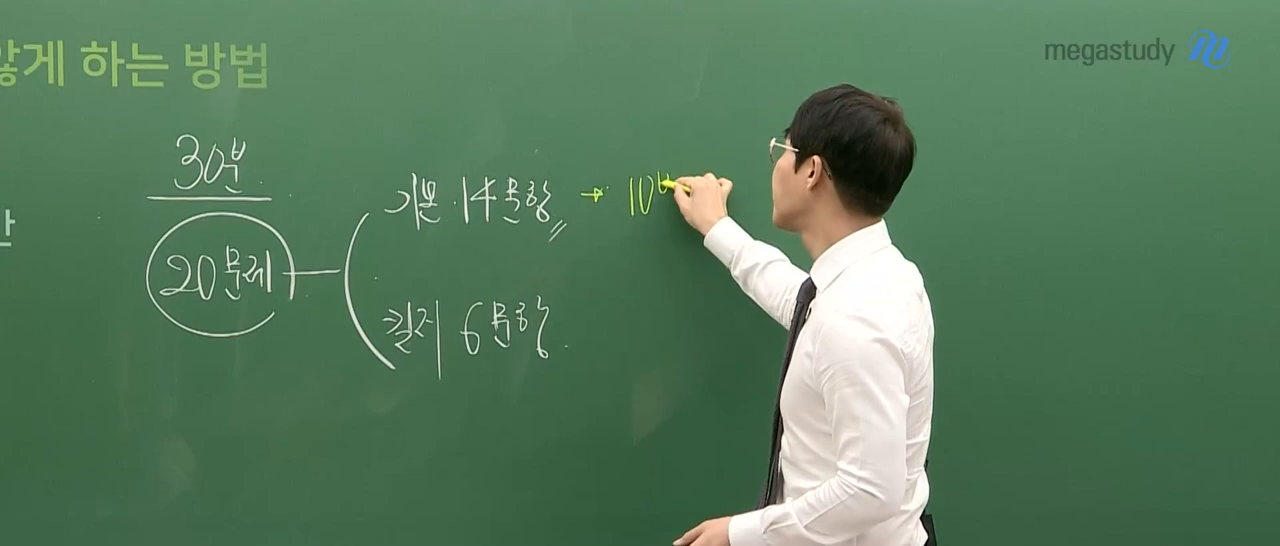 않게 하는 방법
megastudy
30분
20문제
기본 14문항 → 10분
킬러 6문항